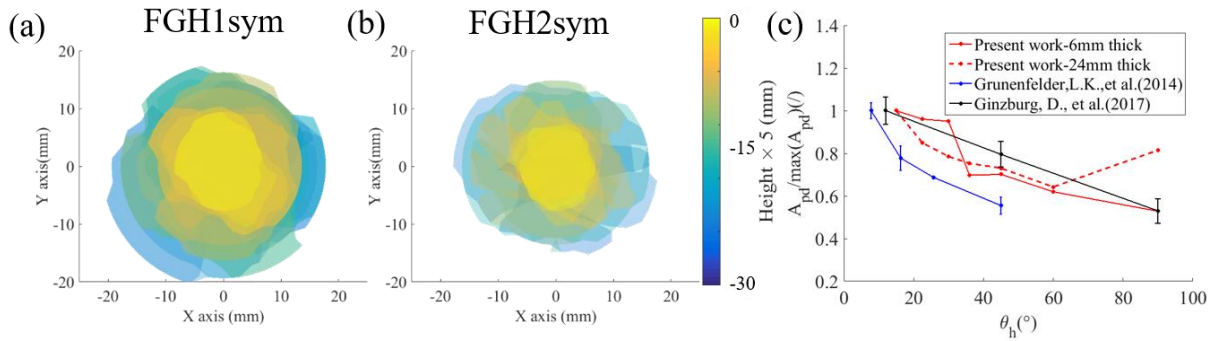 (a) FGH1sym
20
10
0
-10
-20
Y axis(mm)
-20 -10 0 10 20
X axis (mm)
(b) FGH2sym
20
10
0
-10
-20
Y axis(mm)
-20 -10 0 10 20
X axis (mm)
0
-15
-30
Height × 5 (mm)
(c)
1.4
1.2
1
0.8
0.6
0.4
0.2
A_pd/max(A_pd)(/)
Present work-6mm thick
Present work-24mm thick
Grunenfelder,L.K.,et al.(2014)
Ginzburg, D., et al.(2017)
0 20 40 60 80 100
θ_h(°)